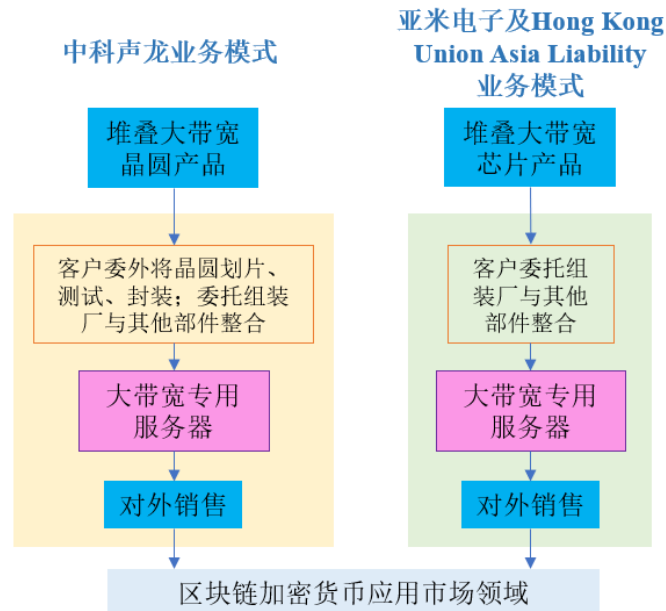 中科声龙业务模式
堆叠大带宽
晶圆产品
客户委外将晶圆划片、
测试、封装；委托组装
厂与其他部件整合
大带宽专用
服务器
对外销售
亚米电子及Hong Kong
Union Asia Liability
业务模式
堆叠大带宽
芯片产品
客户委托组
装厂与其他
部件整合
大带宽专用
服务器
对外销售
区块链加密货币应用市场领域